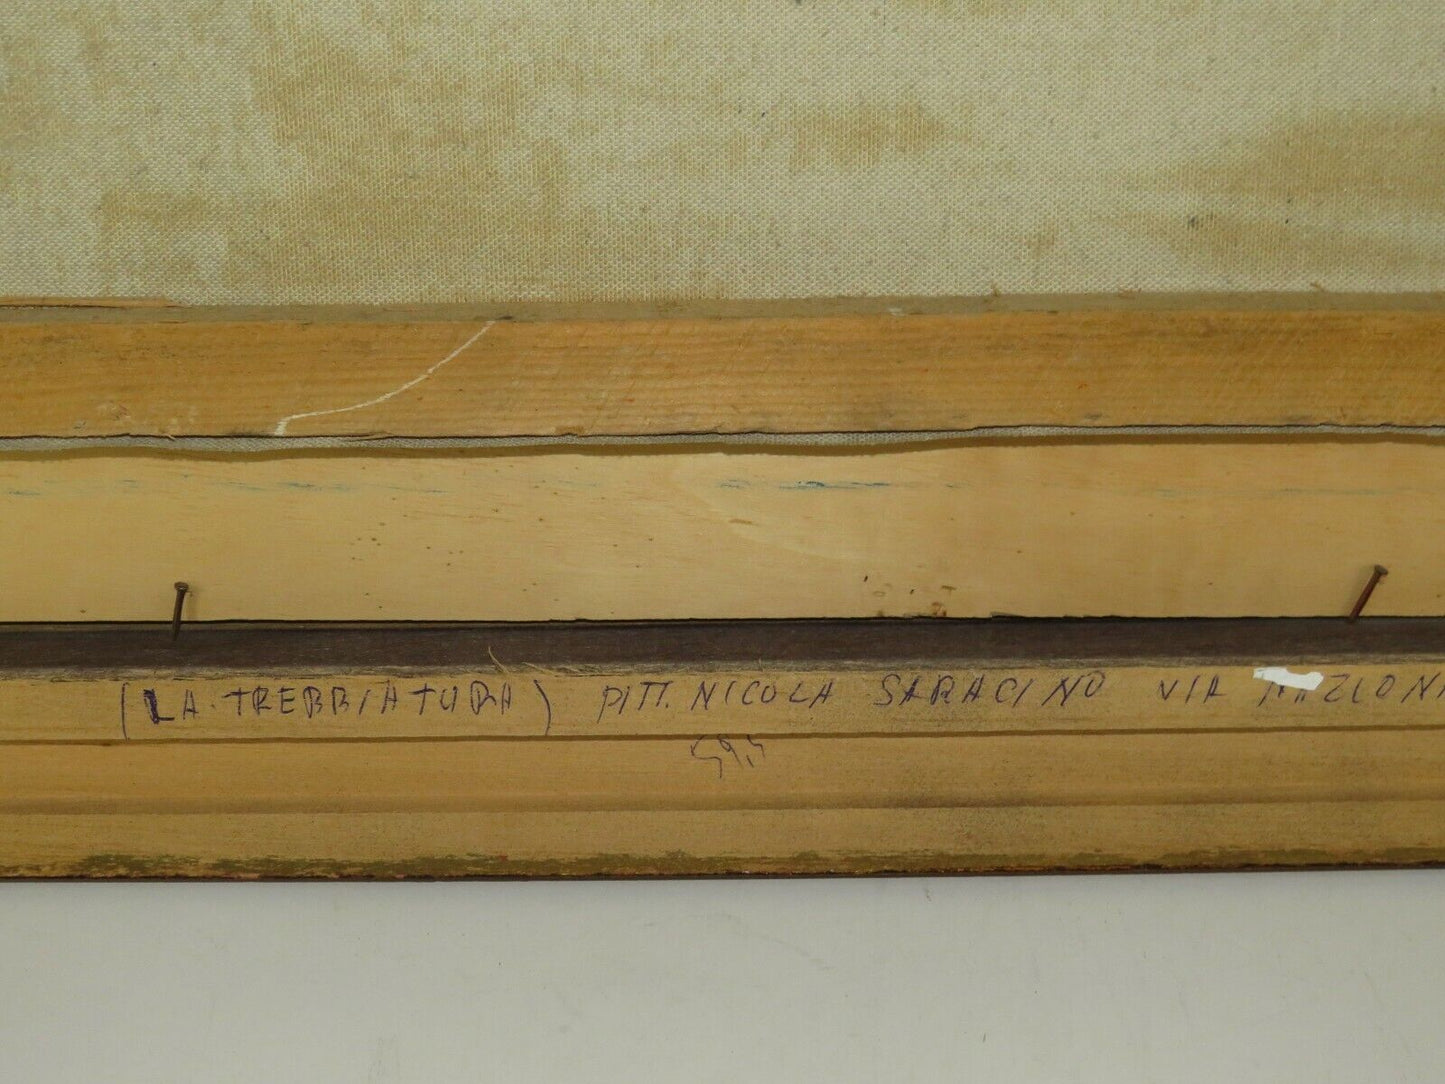 (LA. TREBBIATURA) PITT. NICOLA SARACINO VIA